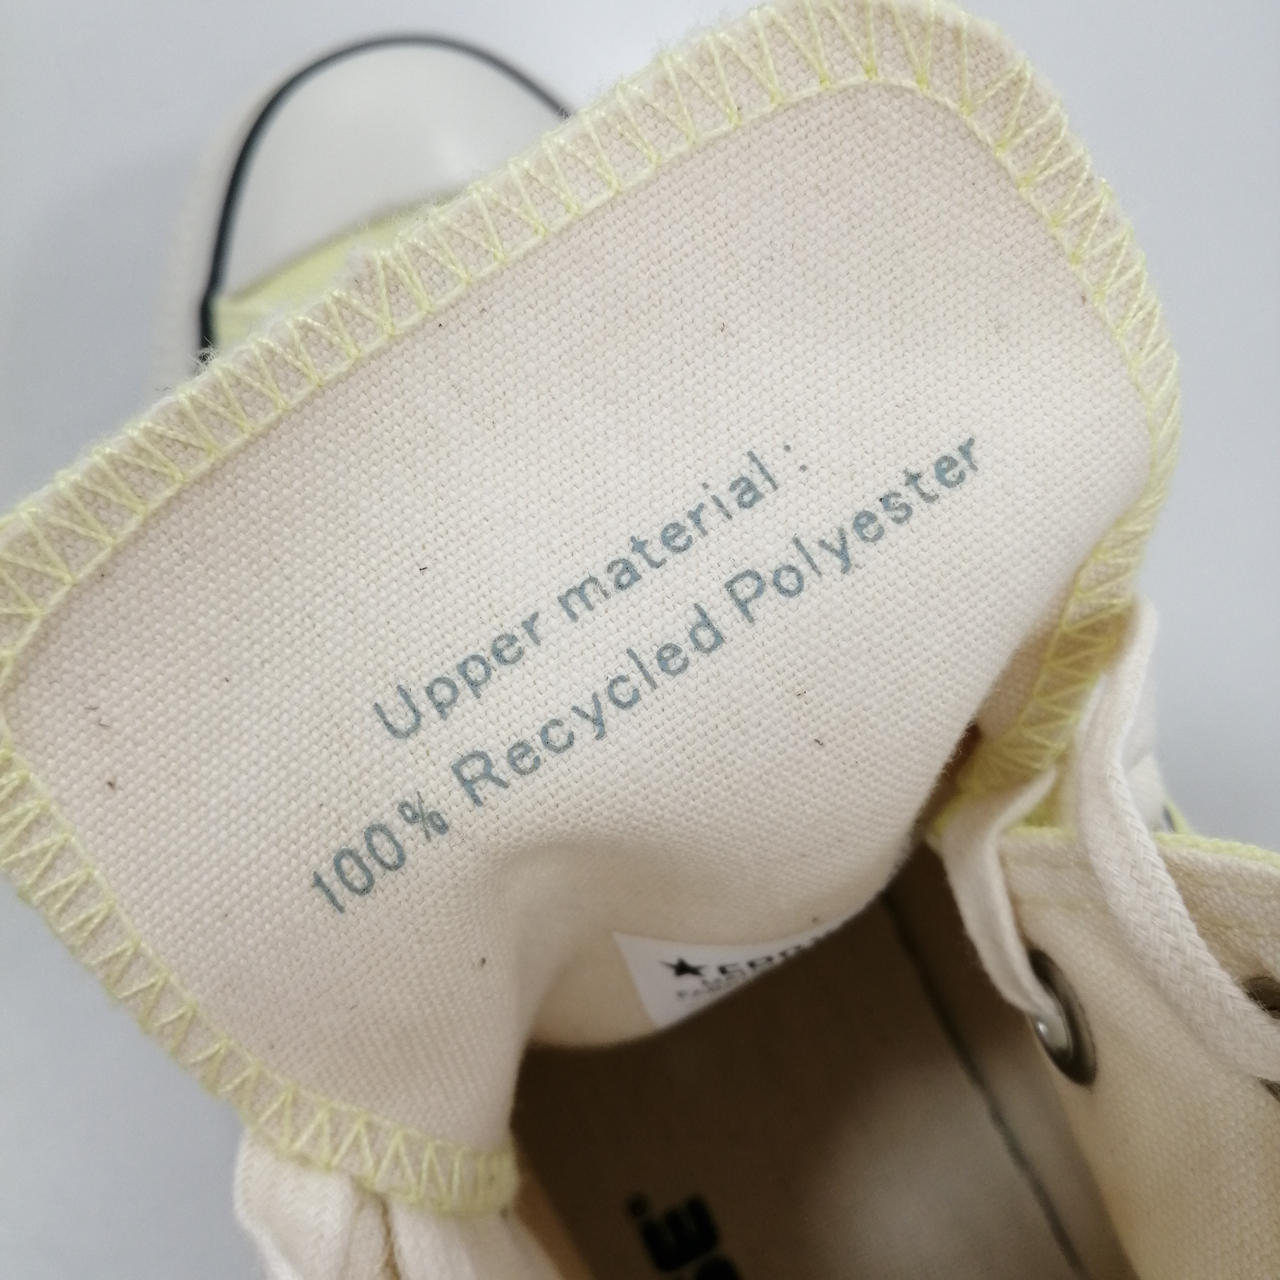 Upper material :
100% Recycled Polyester